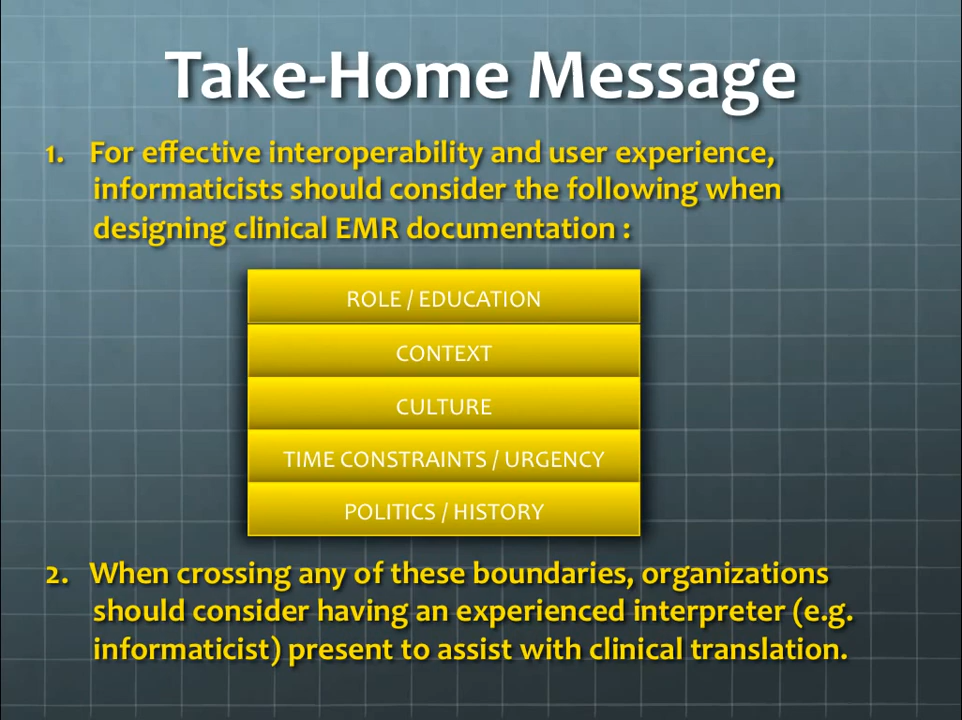 Take-Home Message
1. For effective interoperability and user experience,
informaticists should consider the following when
designing clinical EMR documentation :
ROLE / EDUCATION
CONTEXT
CULTURE
TIME CONSTRAINTS / URGENCY
POLITICS / HISTORY
2. When crossing any of these boundaries, organizations
should consider having an experienced interpreter (e.g.
informaticist) present to assist with clinical translation.